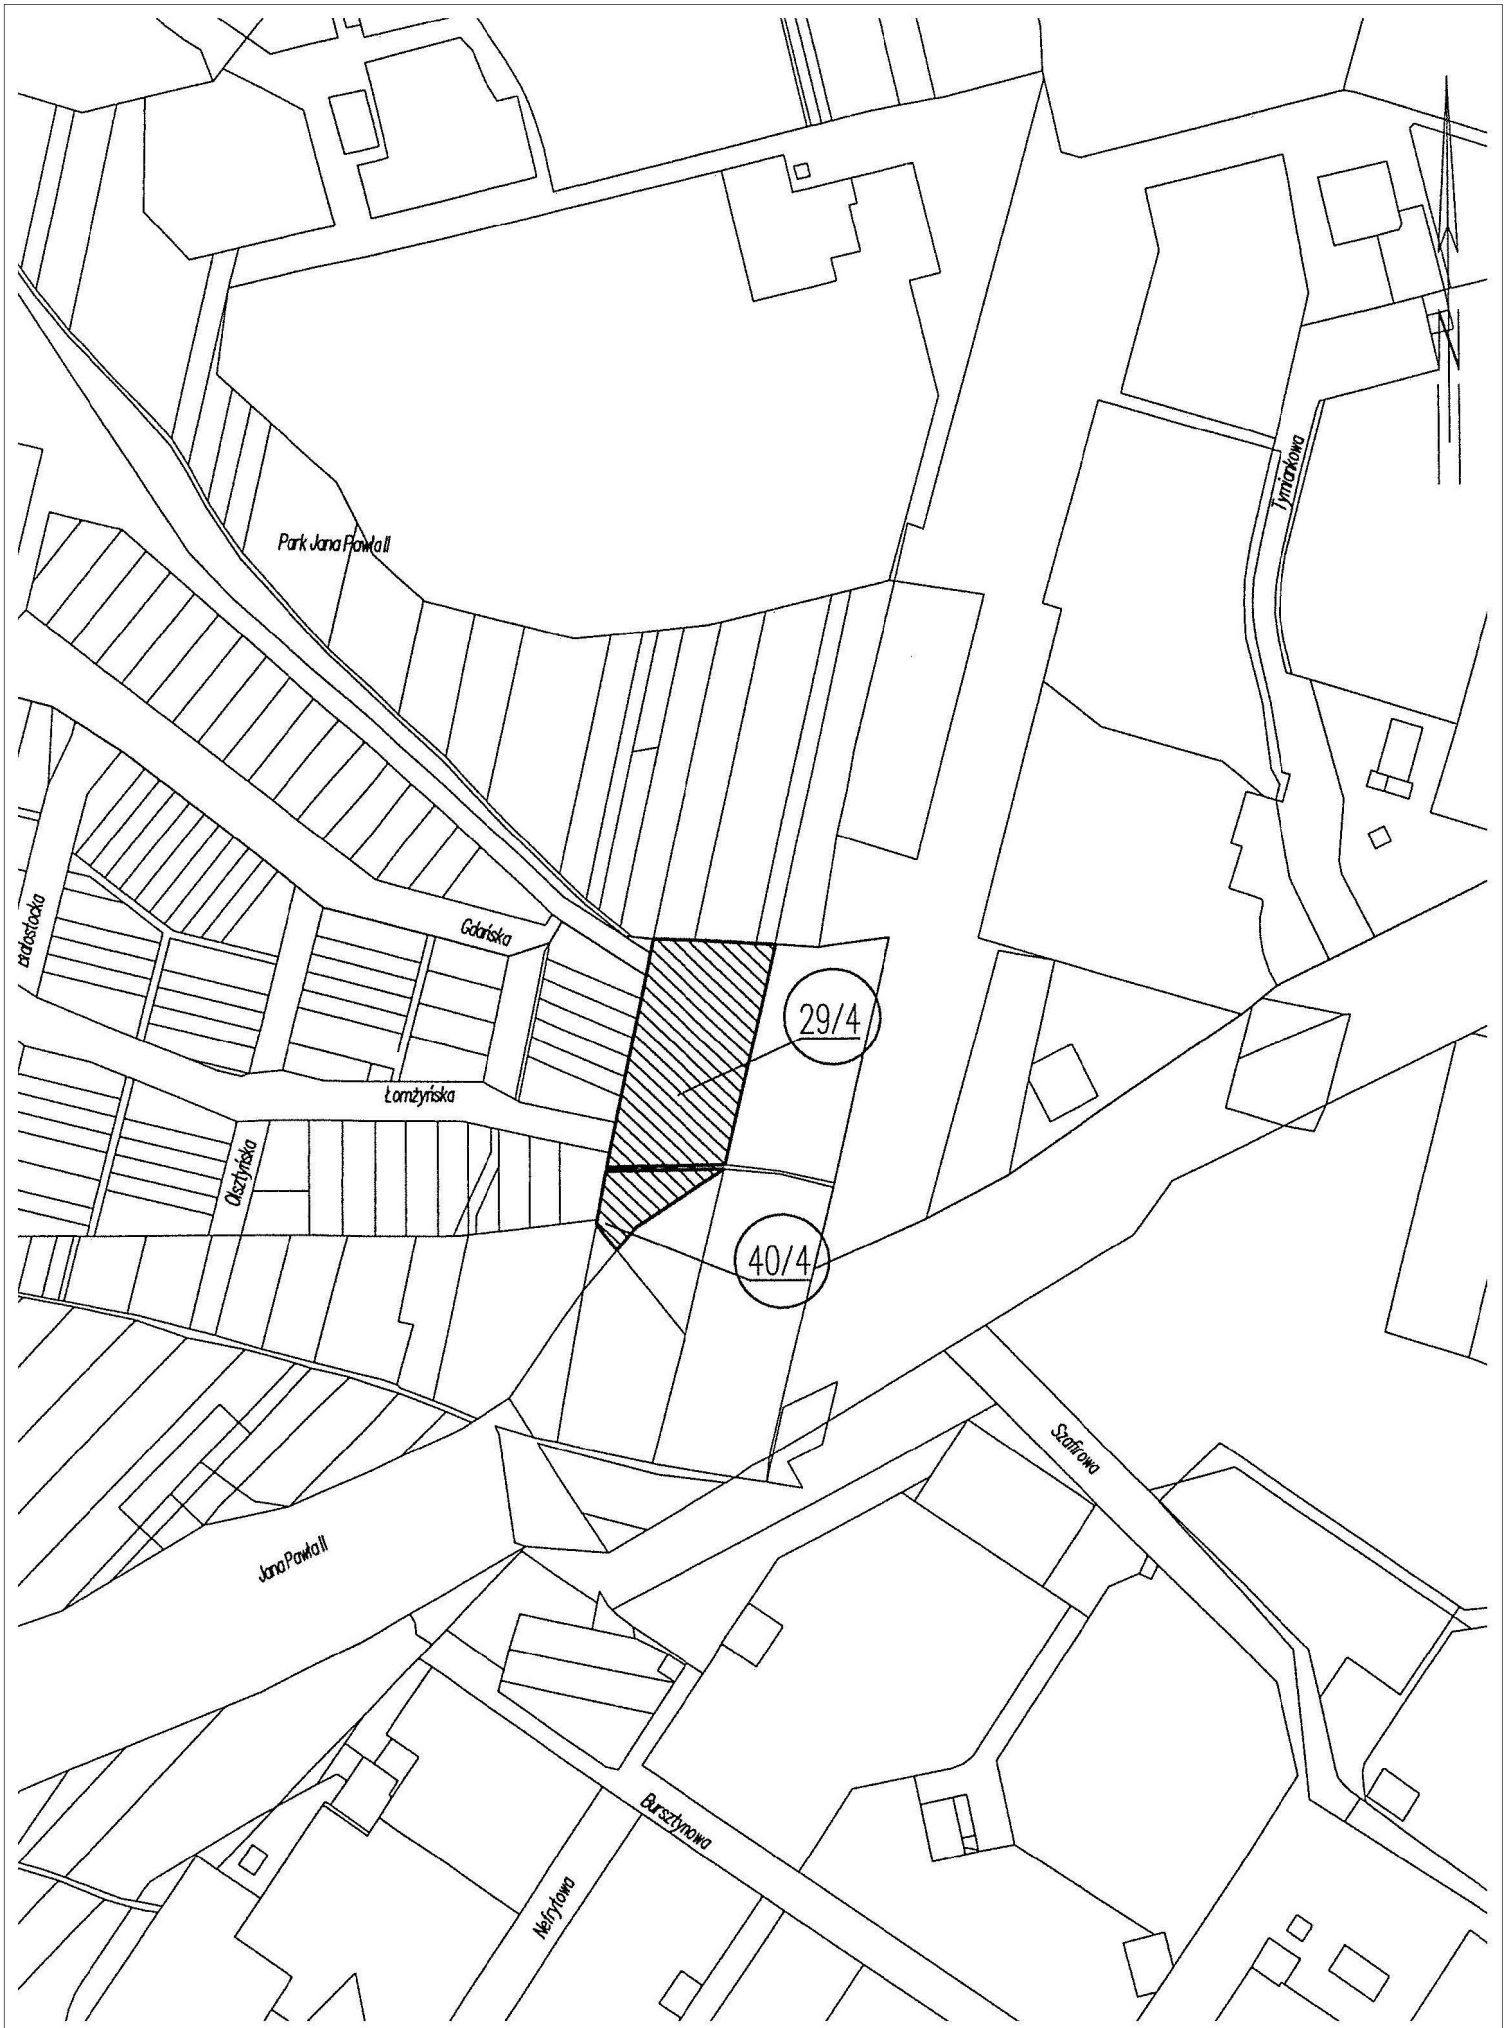 N
Tymiankowa
Park Jana Pawła II
Gdańska
Białostocka
29/4
Łomżyńska
Olsztyńska
40/4
Szafirowa
Jana Pawła II
Bursztynowa
Nefrytowa